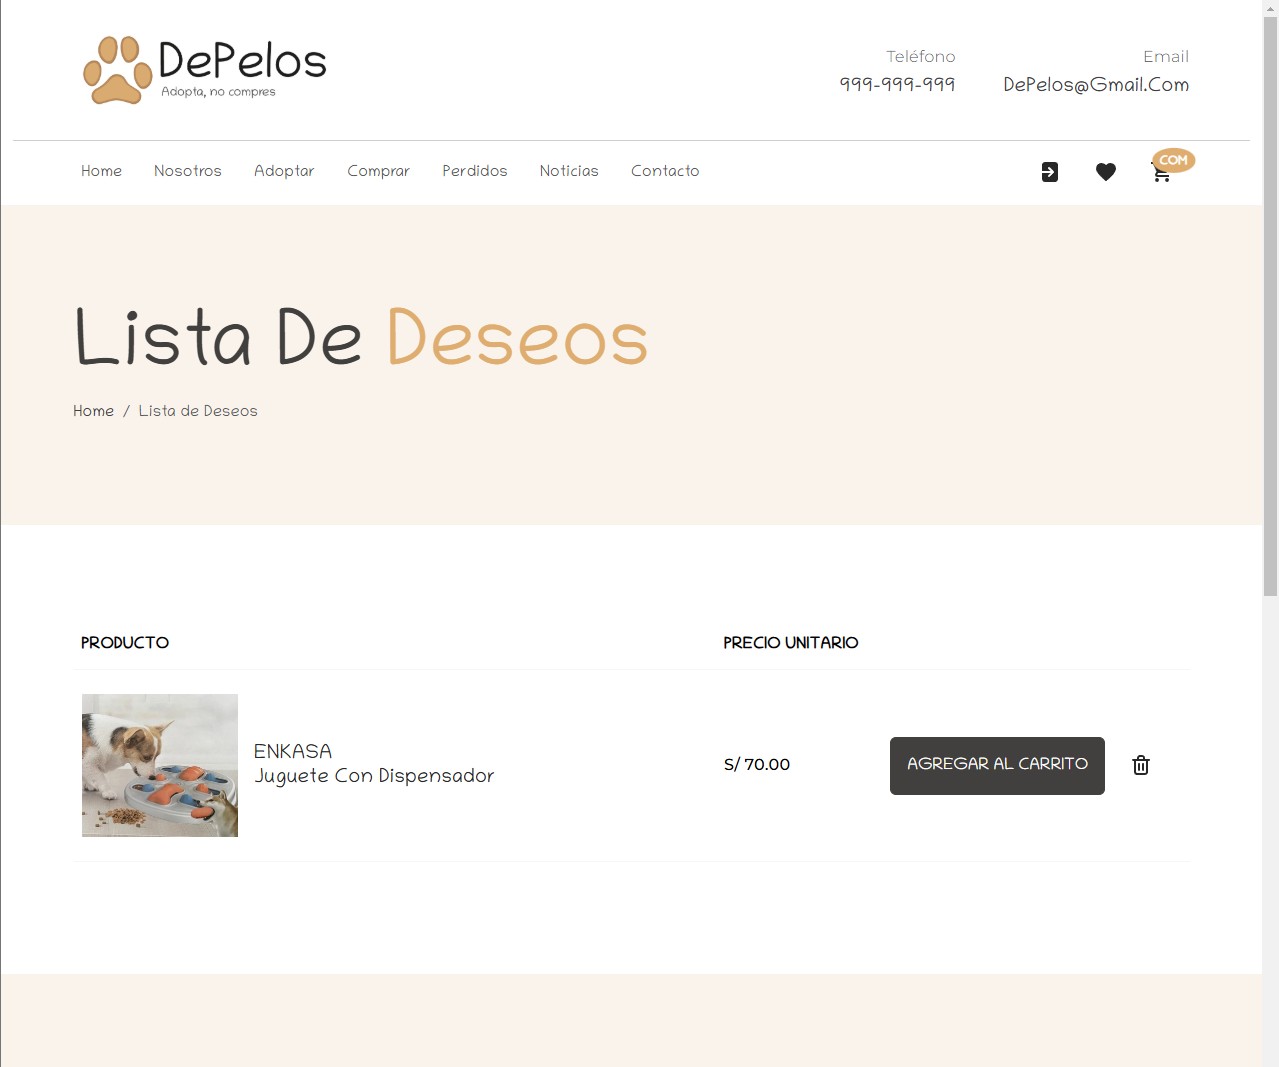 DePelos
Adopta, no compres
Teléfono
999-999-999
Email
DePelos@Gmail.Com
Home
Nosotros
Adoptar
Comprar
Perdidos
Noticias
Contacto
COM
Lista De Deseos
Home / Lista de Deseos
PRODUCTO
PRECIO UNITARIO
ENKASA
Juguete Con Dispensador
S/ 70.00
AGREGAR AL CARRITO